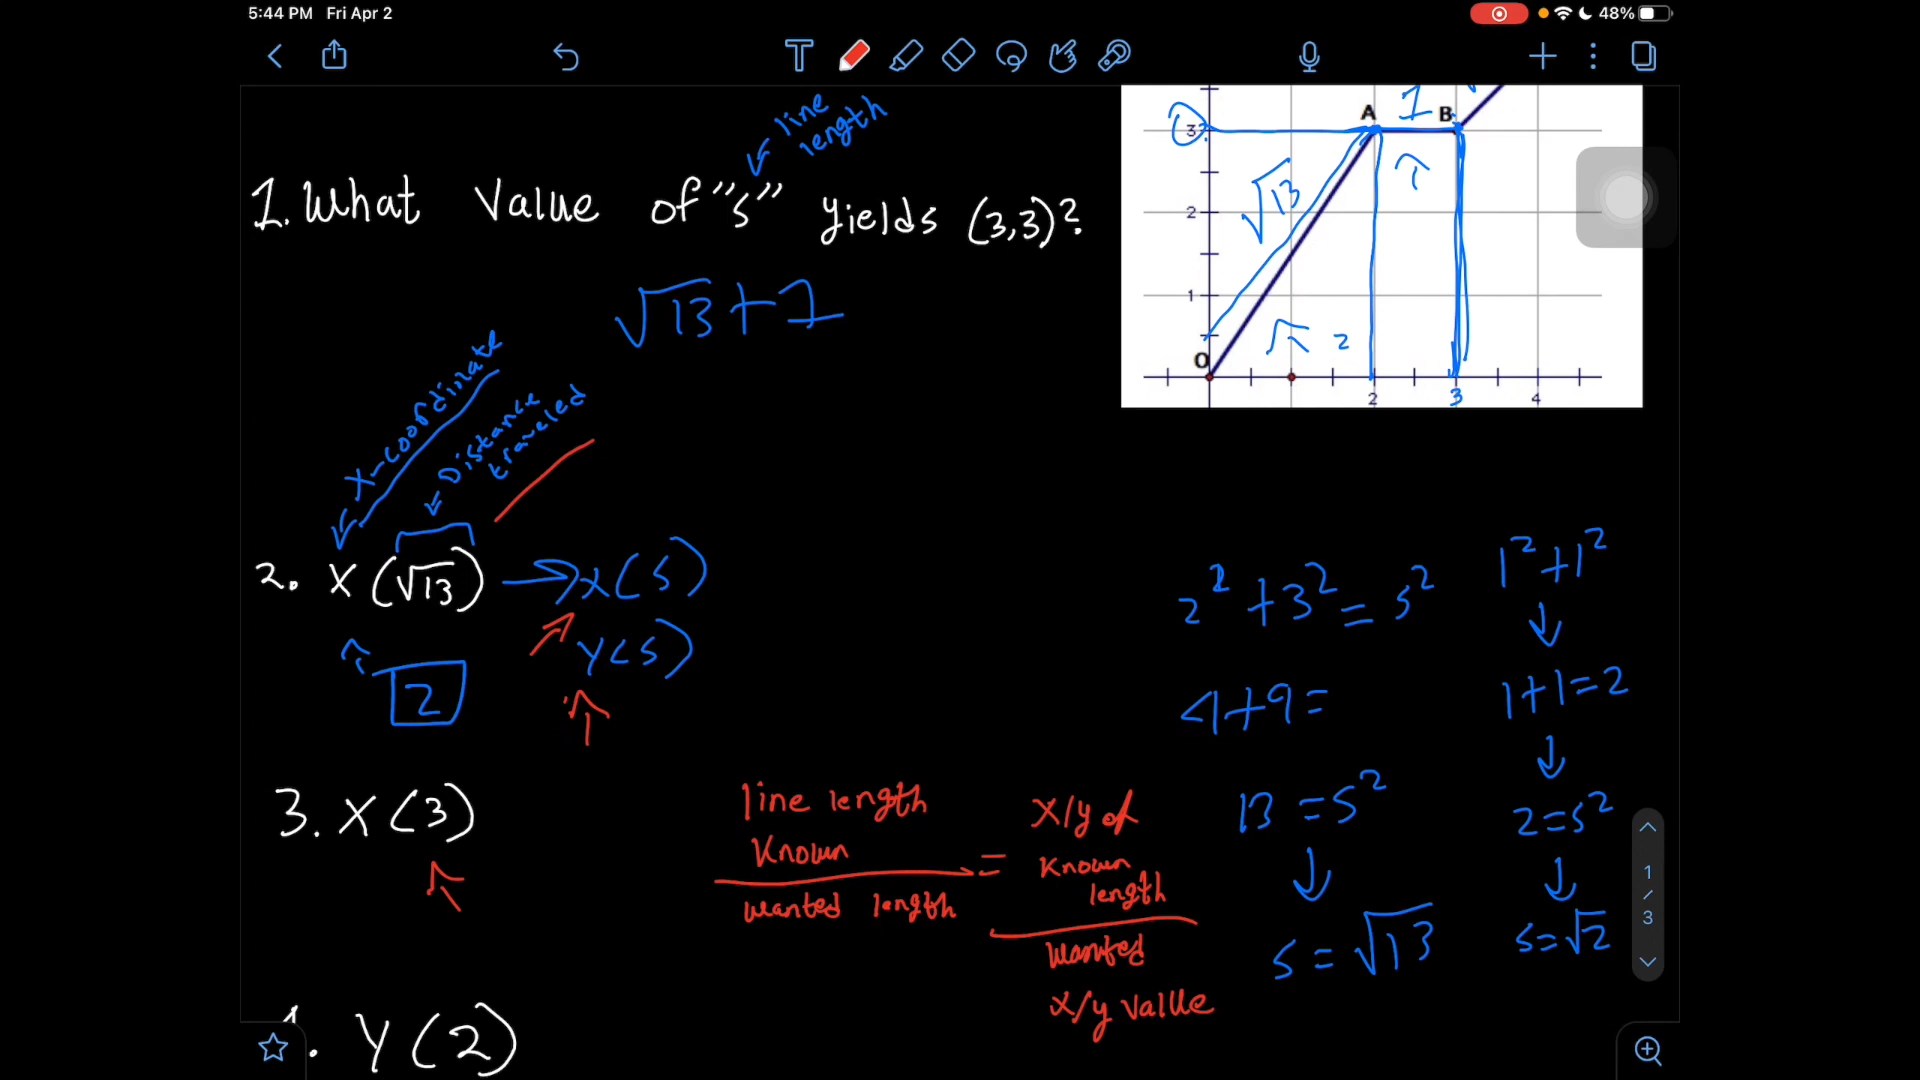 5:44 PM Fri Apr 2
48%
line
length
1. What Value of "s" yields (3,3)?
√13 + 1
A 1 B
3
√13
2
1
2
O
2 3 4
x-coordinate
Distance
traveled
2. X(√13) → x(s)
y(s)
2
3. X(3)
line length
Known
wanted length
=
x/y of
Known
length
wanted
x/y value
2² + 3² = s²
4+9=
13 = s²
s = √13
1² + 1²
1+1=2
2=s²
s=√2
1
/
3
. Y(2)